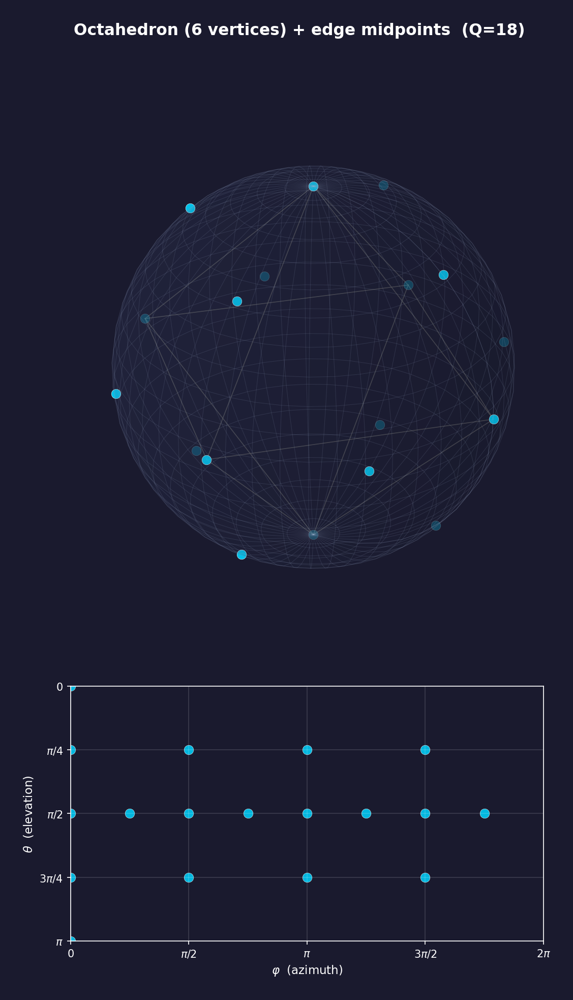 Octahedron (6 vertices) + edge midpoints (Q=18)
0
π/4
π/2
3π/4
π
θ (elevation)
0
π/2
π
3π/2
2π
φ (azimuth)